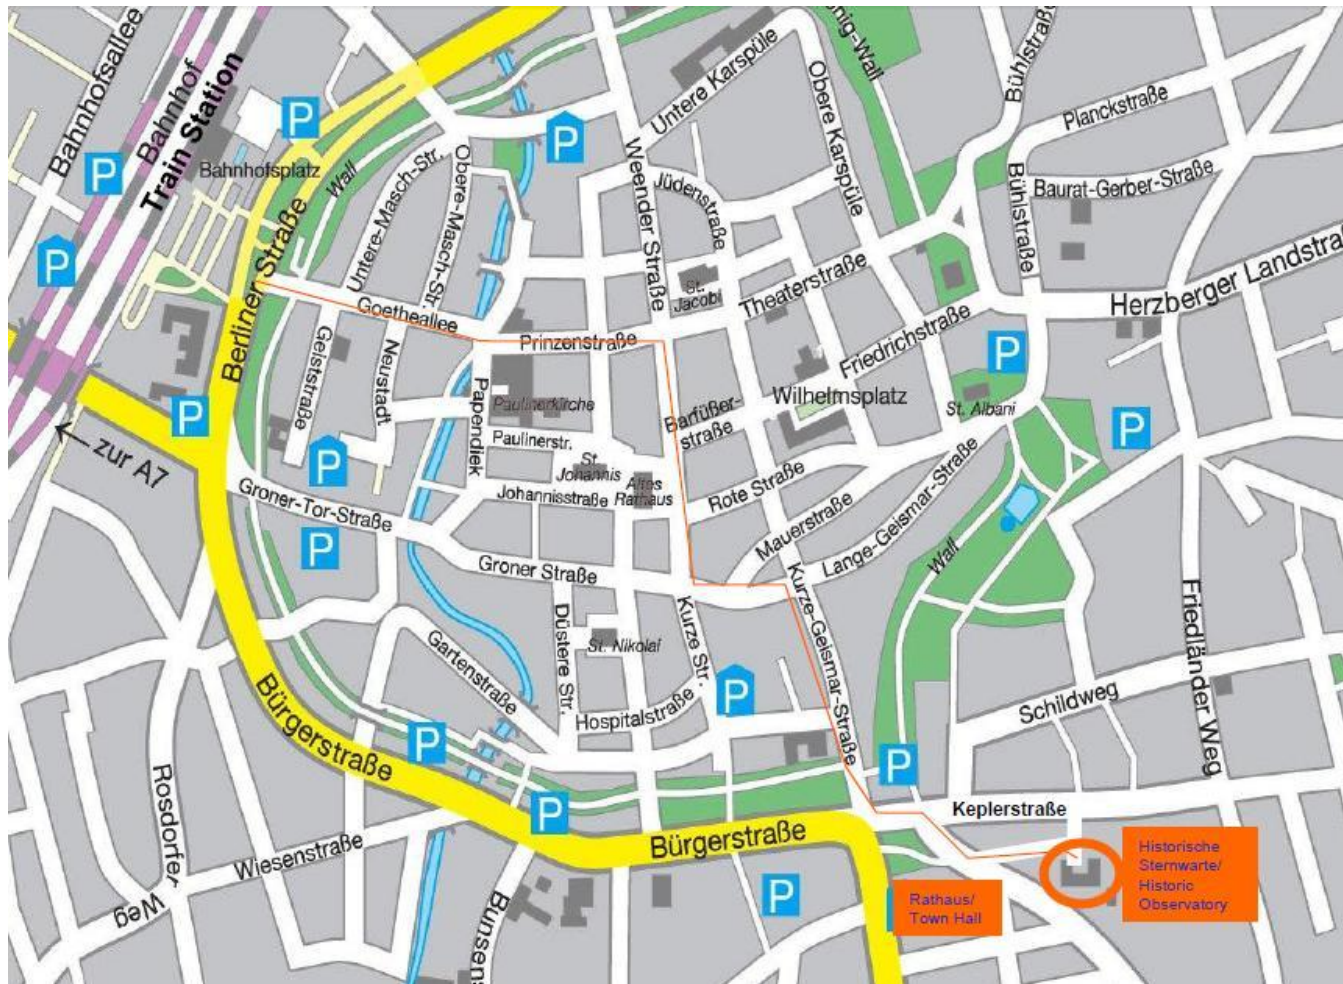 Bahnhofsallee
Bahnhof
Train Station
P
P
P
Bahnhofsplatz
Wall
Berliner Straße
Untere-Masch-Str.
Obere-Masch-Str.
P
Weender Straße
Untere Karspüle
Obere Karspüle
Jüdenstraße
Bühlstraße
Bühlstraße
Planckstraße
Baurat-Gerber-Straße
Herzberger Landstra
Theaterstraße
St.
Jacobi
Goetheallee
Prinzenstraße
Friedrichstraße
P
Geiststraße
Neustadt
Papendiek
Paulinerkirche
Barfüßer-
straße
Wilhelmsplatz
St. Albani
P
P
zur A7
P
Paulinerstr.
St.
Johannis
Altes
Rathaus
Johannisstraße
Rote Straße
Mauerstraße
Lange-Geismar-Straße
Groner-Tor-Straße
P
Groner Straße
Wall
Düstere Str.
St. Nikolai
Kurze Str.
Kurze-Geismar-Straße
Friedländer Weg
Gartenstraße
Hospitalstraße
P
Schildweg
Bürgerstraße
P
P
P
Rosdorfer
Weg
Wiesenstraße
Bürgerstraße
Keplerstraße
P
Rathaus/
Town Hall
Historische
Sternwarte/
Historic
Observatory